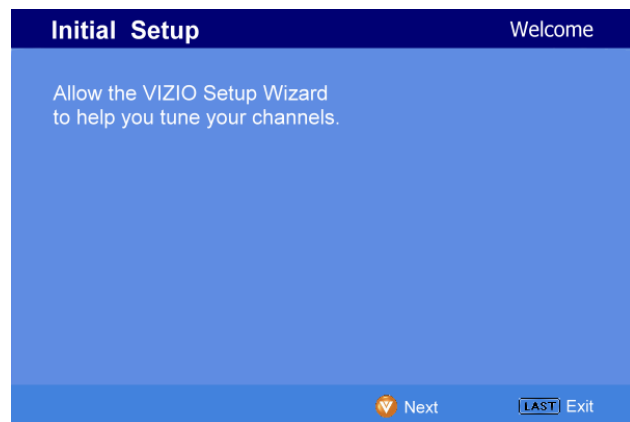 Initial Setup
Welcome
Allow the VIZIO Setup Wizard
to help you tune your channels.
V Next
LAST Exit